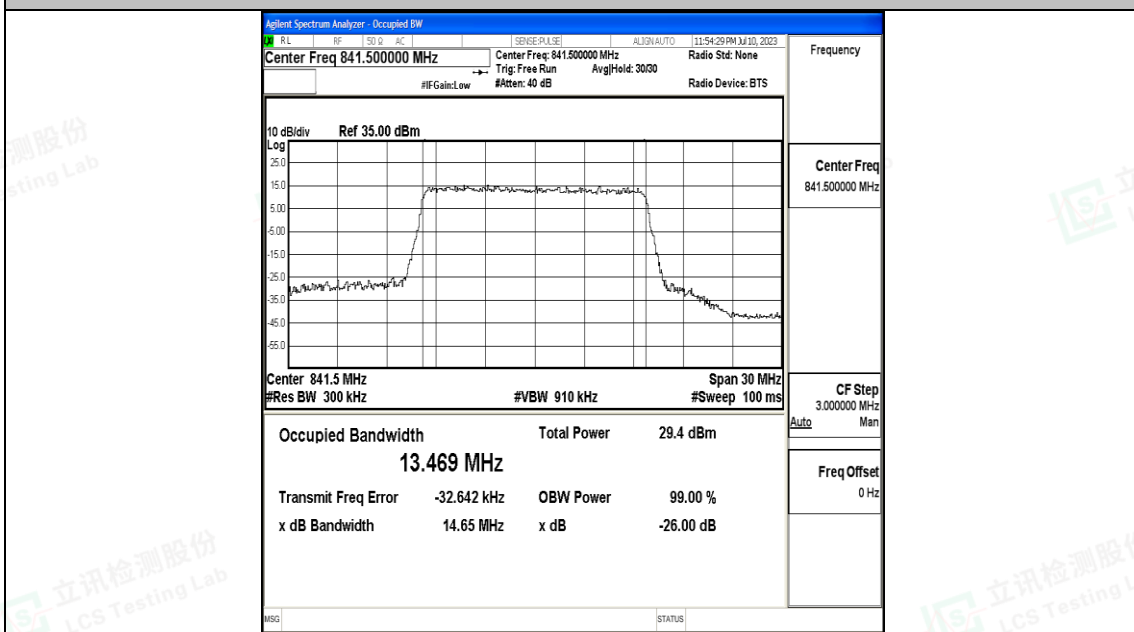 Agilent Spectrum Analyzer - Occupied BW
RL RF 50 Ω AC SENSE:PULSE ALIGN AUTO 11:54:29 PM Jul 10, 2023
Center Freq 841.500000 MHz
Center Freq: 841.500000 MHz Radio Std: None
Trig: Free Run Avg|Hold: 30/30
#IFGain:Low #Atten: 40 dB Radio Device: BTS
10 dB/div Ref 35.00 dBm
Log
25.0
15.0
5.00
-5.00
-15.0
-25.0
-35.0
-45.0
-55.0
Center 841.5 MHz Span 30 MHz
#Res BW 300 kHz #VBW 910 kHz #Sweep 100 ms
Occupied Bandwidth Total Power 29.4 dBm
13.469 MHz
Transmit Freq Error -32.642 kHz OBW Power 99.00 %
x dB Bandwidth 14.65 MHz x dB -26.00 dB
MSG STATUS
Frequency
Center Freq
841.500000 MHz
CF Step
3.000000 MHz
Auto Man
Freq Offset
0 Hz
立讯检测股份
LCS Testing Lab
立讯检测股份
LCS Testing L
测股份
sting Lab
立
LCS